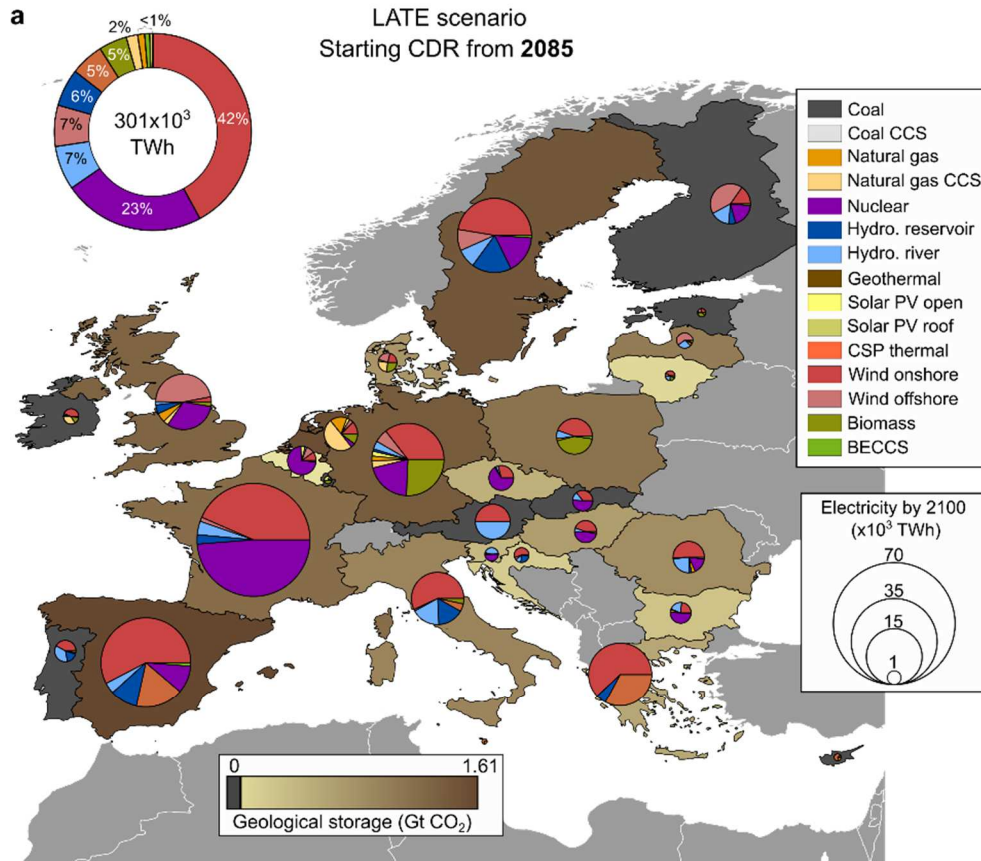 a
LATE scenario
Starting CDR from 2085
2%
<1%
5%
5%
6%
7%
7%
23%
42%
301x10³
TWh
Coal
Coal CCS
Natural gas
Natural gas CCS
Nuclear
Hydro. reservoir
Hydro. river
Geothermal
Solar PV open
Solar PV roof
CSP thermal
Wind onshore
Wind offshore
Biomass
BECCS
Electricity by 2100
(x10³ TWh)
70
35
15
1
0
1.61
Geological storage (Gt CO₂)